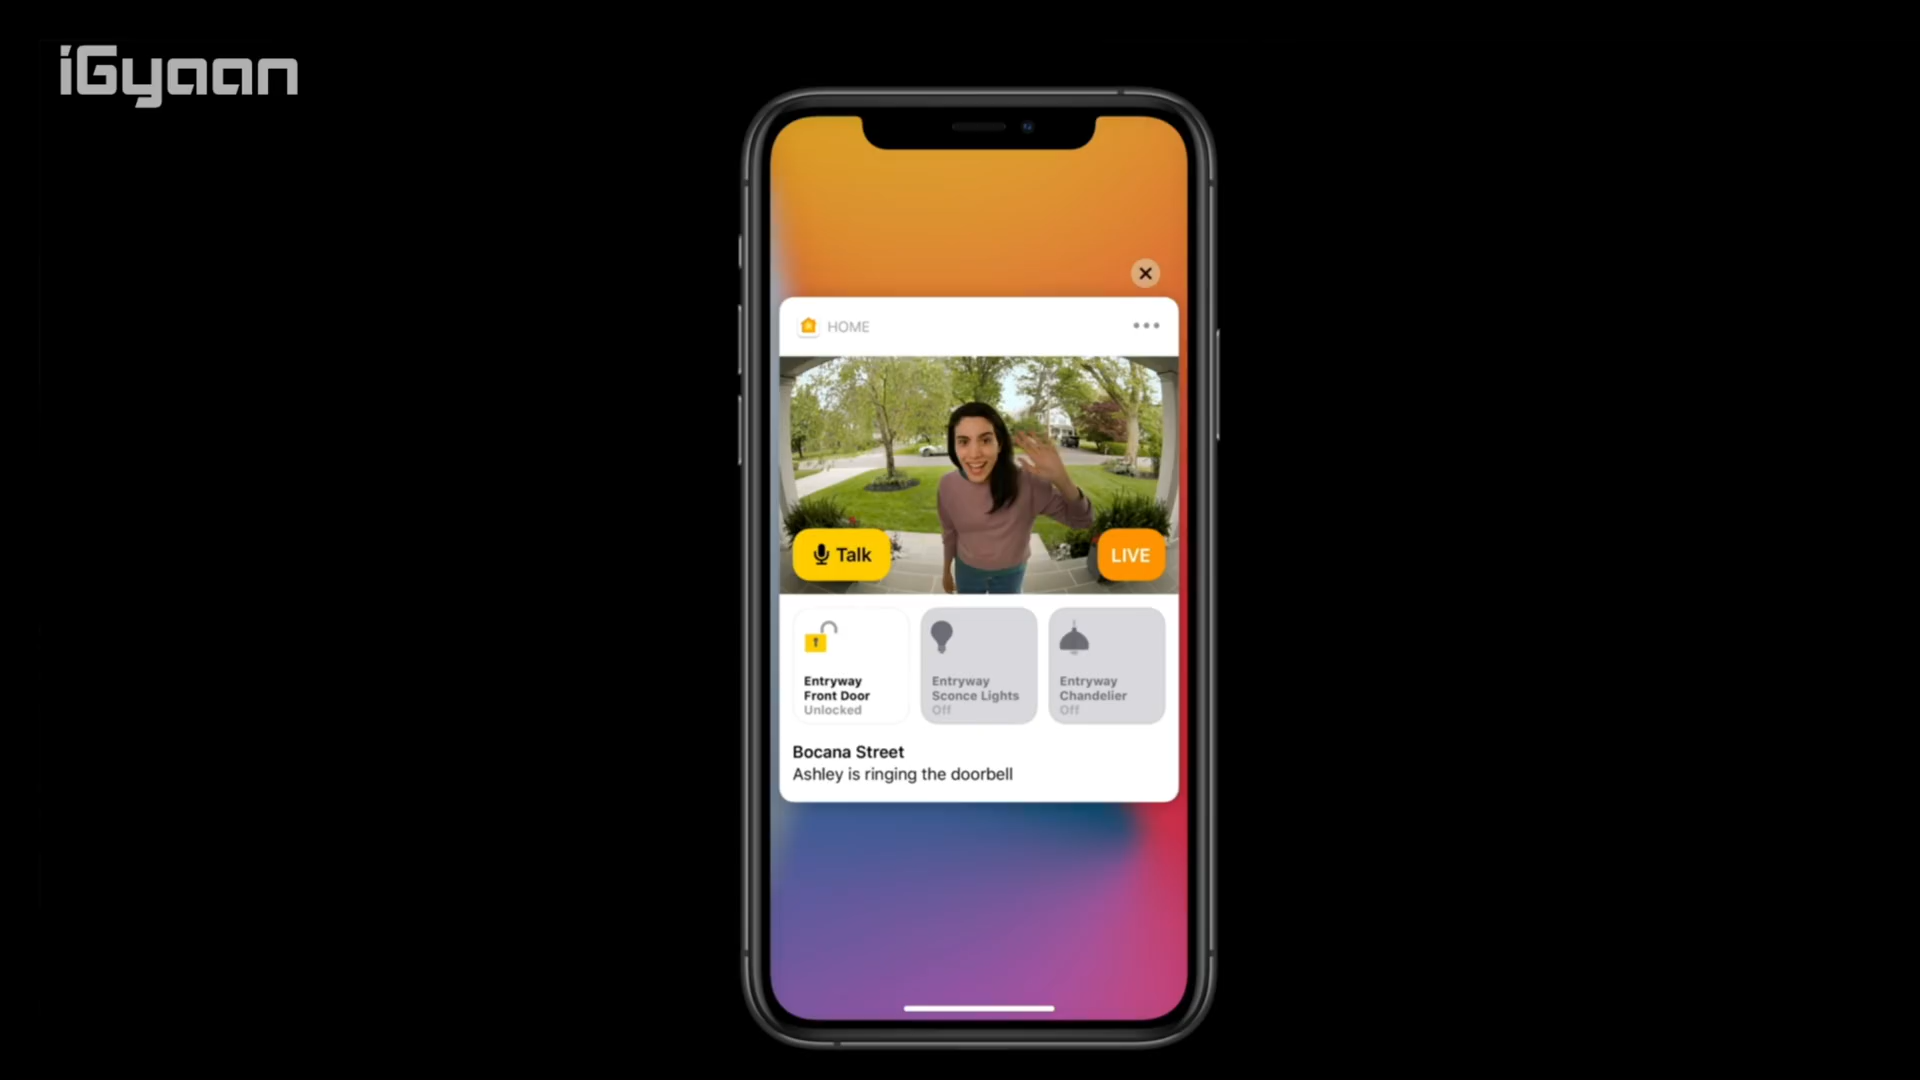 iGyaan
HOME
Talk
LIVE
Entryway
Front Door
Unlocked
Entryway
Sconce Lights
Off
Entryway
Chandelier
Off
Bocana Street
Ashley is ringing the doorbell